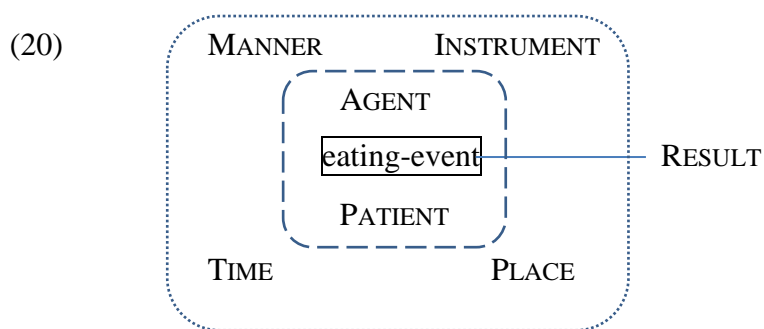 (20) MANNER INSTRUMENT
AGENT
eating-event RESULT
PATIENT
TIME PLACE